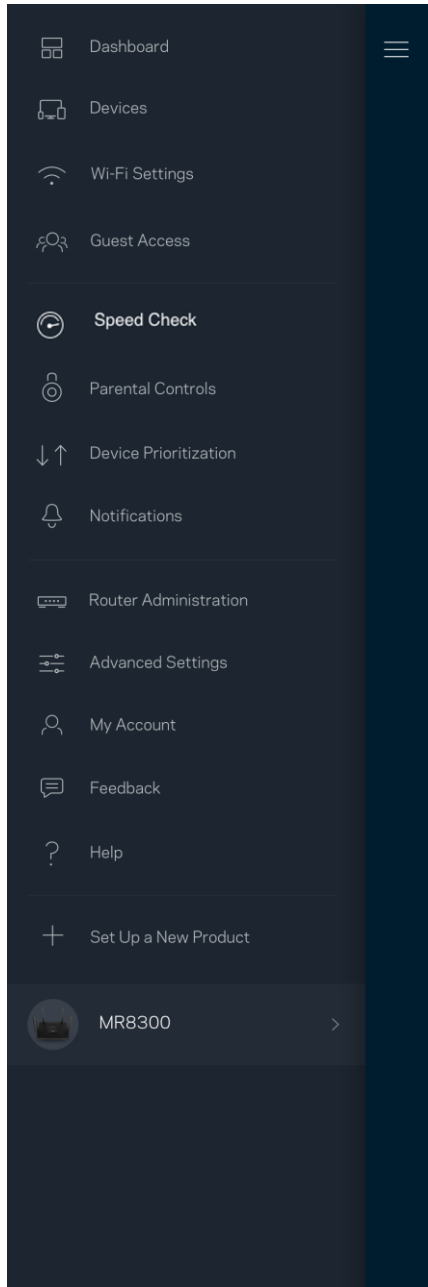 Dashboard
Devices
Wi-Fi Settings
Guest Access
Speed Check
Parental Controls
Device Prioritization
Notifications
Router Administration
Advanced Settings
My Account
Feedback
Help
Set Up a New Product
MR8300